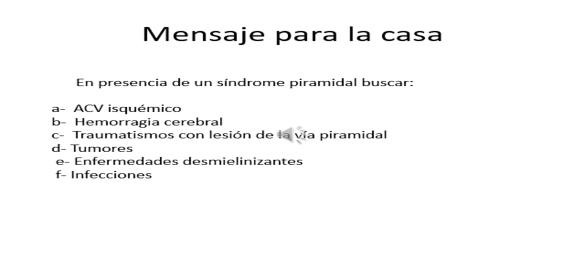 Mensaje para la casa
En presencia de un síndrome piramidal buscar:
a- ACV isquémico
b- Hemorragia cerebral
c- Traumatismos con lesión de la vía piramidal
d- Tumores
e- Enfermedades desmielinizantes
f- Infecciones